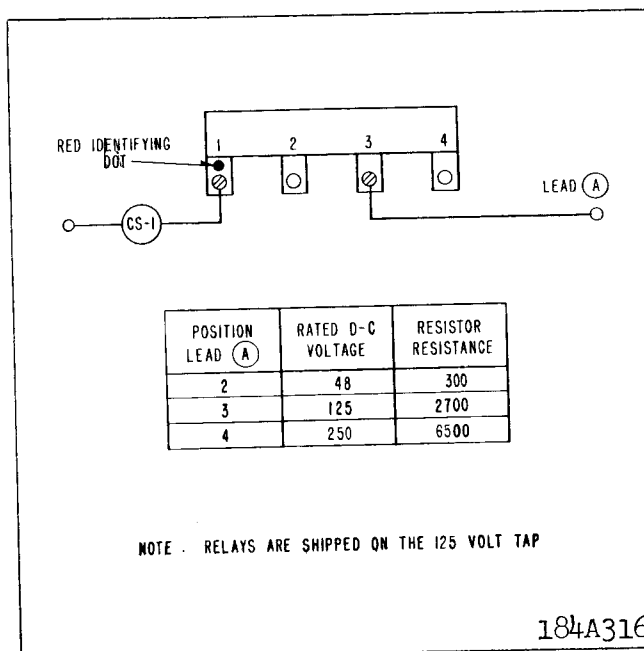 RED IDENTIFYING
DOT
1 2 3 4
LEAD A
CS-1
POSITION LEAD A | RATED D-C VOLTAGE | RESISTOR RESISTANCE
2 | 48 | 300
3 | 125 | 2700
4 | 250 | 6500
NOTE . RELAYS ARE SHIPPED ON THE 125 VOLT TAP
184A316